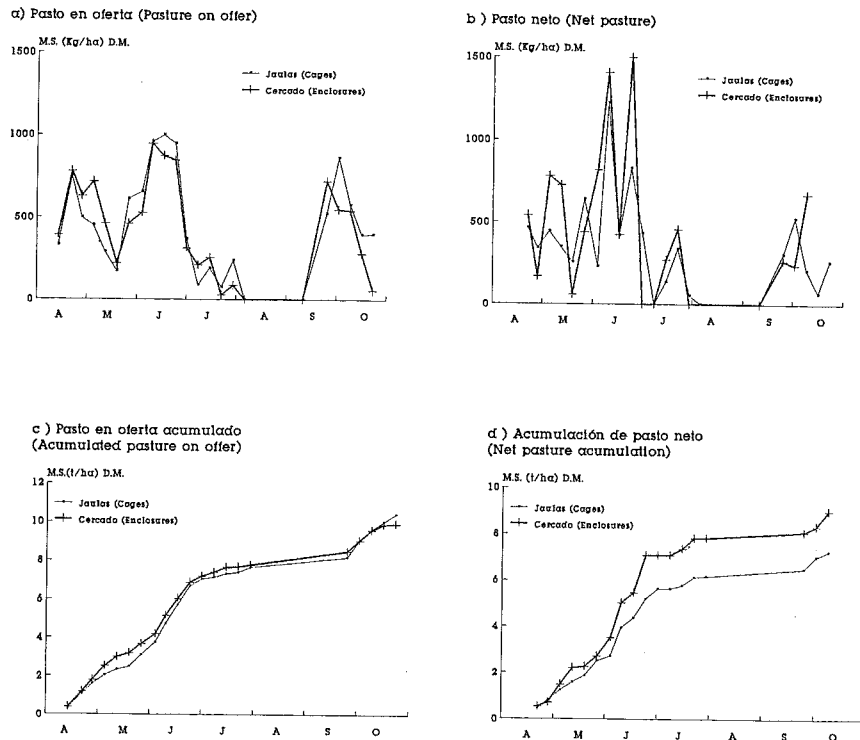 a) Pasto en oferta (Pasture on offer)
M.S. (Kg/ha) D.M.
1500
1000
500
0
Jaulas (Cages)
Cercado (Enclosures)
A M J J A S O
b ) Pasto neto (Net pasture)
M.S. (Kg/ha) D.M.
1500
1000
500
0
Jaulas (Cages)
Cercado (Enclosures)
A M J J A S O
c ) Pasto en oferta acumulado
(Acumulated pasture on offer)
M.S.(t/ha) D.M.
12
10
8
6
4
2
0
Jaulas (Cages)
Cercado (Enclosures)
A M J J A S O
d ) Acumulación de pasto neto
(Net pasture acumulation)
M.S. (t/ha) D.M.
10
8
6
4
2
0
Jaulas (Cages)
Cercado (Enclosures)
A M J J A S O